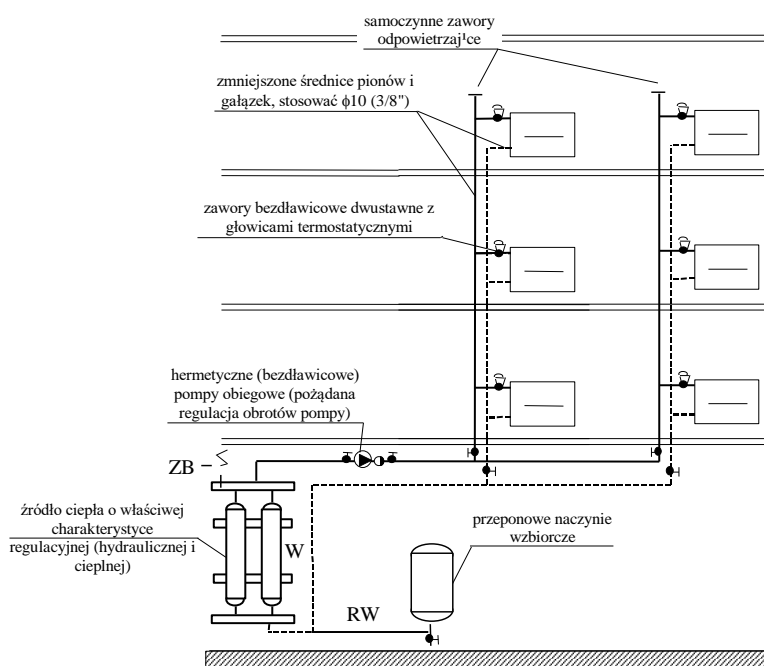 samoczynne zawory
odpowietrzaj¹ce
zmniejszone średnice pionów i
gałązek, stosować ϕ10 (3/8")
zawory bezdławicowe dwustawne z
głowicami termostatycznymi
hermetyczne (bezdławicowe)
pompy obiegowe (pożądana
regulacja obrotów pompy)
ZB
źródło ciepła o właściwej
charakterystyce
regulacyjnej (hydraulicznej i
cieplnej)
W
przeponowe naczynie
wzbiorcze
RW